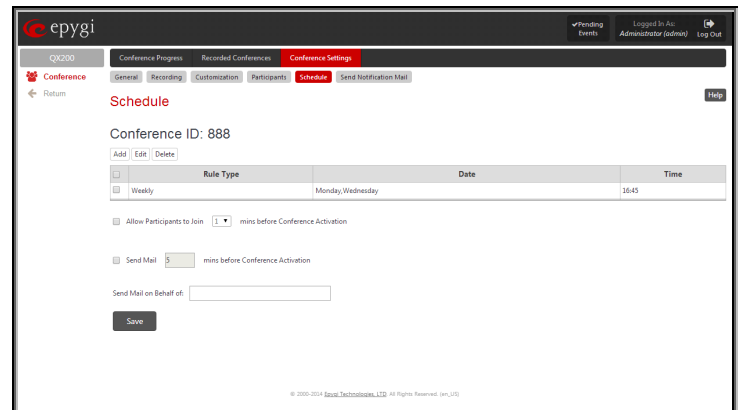 epygi
✔Pending Events
Logged In As:
Administrator (admin)
Log Out
QX200
Conference
Return
Conference Progress Recorded Conferences Conference Settings
General Recording Customization Participants Schedule Send Notification Mail
Schedule
Help
Conference ID: 888
Add Edit Delete
Rule Type Date Time
Weekly Monday,Wednesday 16:45
Allow Participants to Join 1 mins before Conference Activation
Send Mail 5 mins before Conference Activation
Send Mail on Behalf of:
Save
© 2000-2014 Epygi Technologies, LTD. All Rights Reserved. (en_US)